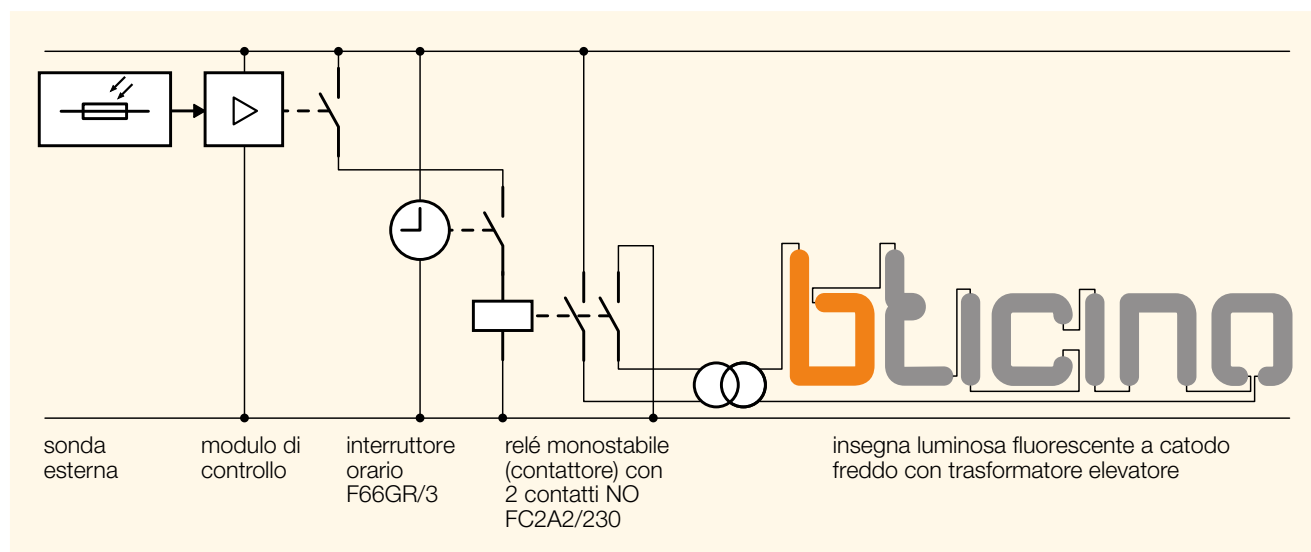 bticino
sonda
esterna
modulo di
controllo
interruttore
orario
F66GR/3
relé monostabile
(contattore) con
2 contatti NO
FC2A2/230
insegna luminosa fluorescente a catodo
freddo con trasformatore elevatore